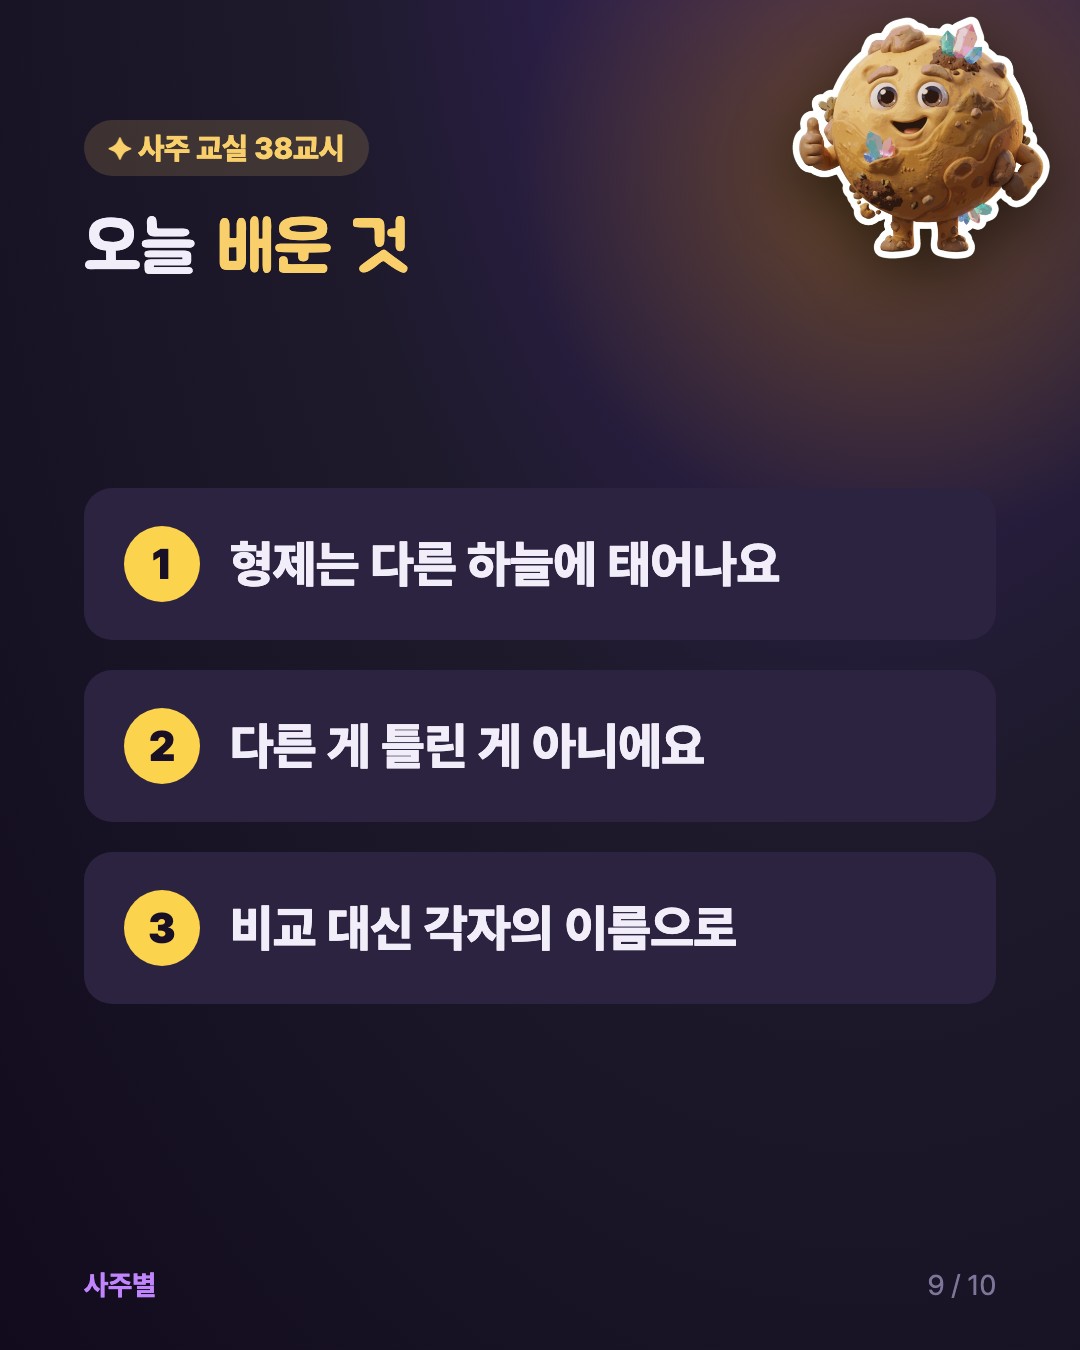 ✦ 사주 교실 38교시
오늘 배운 것
1 형제는 다른 하늘에 태어나요
2 다른 게 틀린 게 아니에요
3 비교 대신 각자의 이름으로
사주별
9 / 10